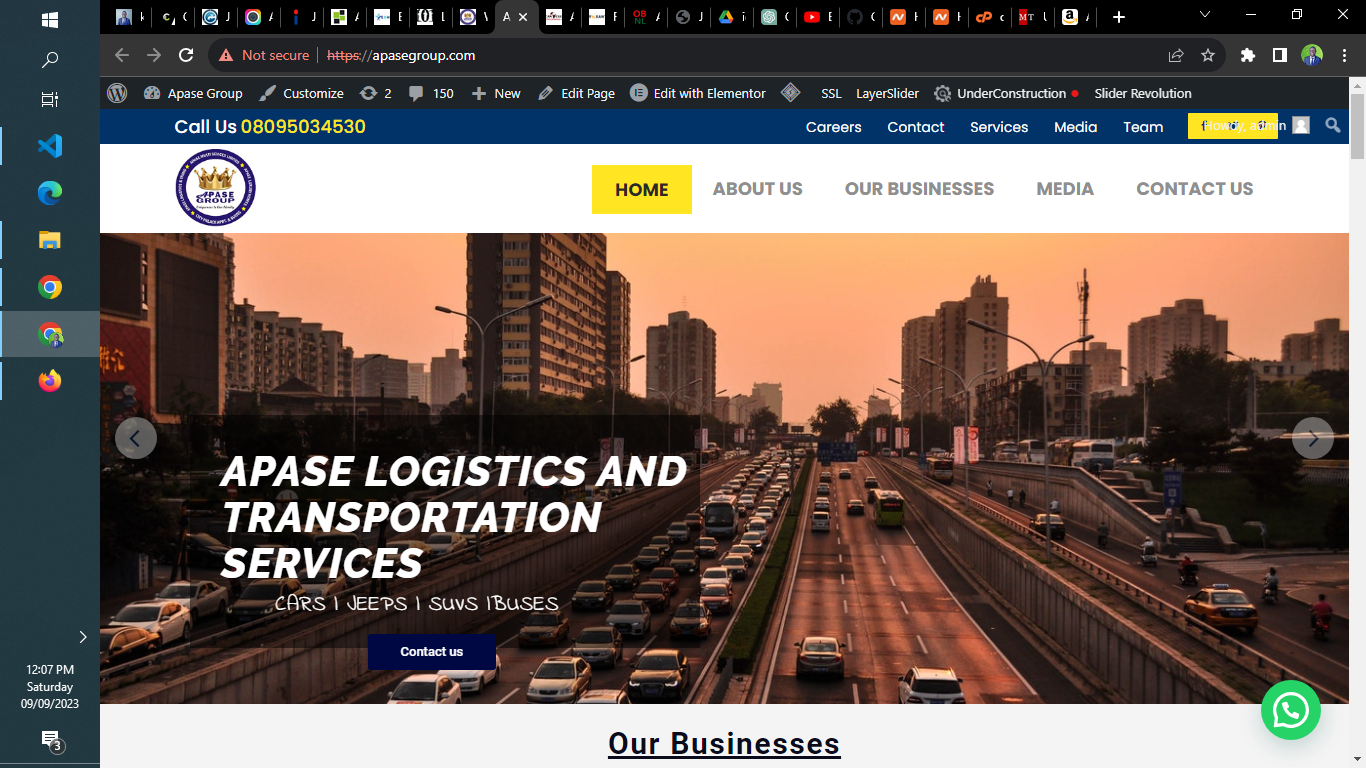 Not secure
https://apasegroup.com
Apase Group
Customize
2
150
New
Edit Page
Edit with Elementor
SSL
LayerSlider
UnderConstruction
Slider Revolution
Call Us 08095034530
Careers
Contact
Services
Media
Team
Howdy, admin
APASE
GROUP
HOME
ABOUT US
OUR BUSINESSES
MEDIA
CONTACT US
APASE LOGISTICS AND
TRANSPORTATION
SERVICES
CARS | JEEPS | SUVS |BUSES
Contact us
Our Businesses
12:07 PM
Saturday
09/09/2023
3